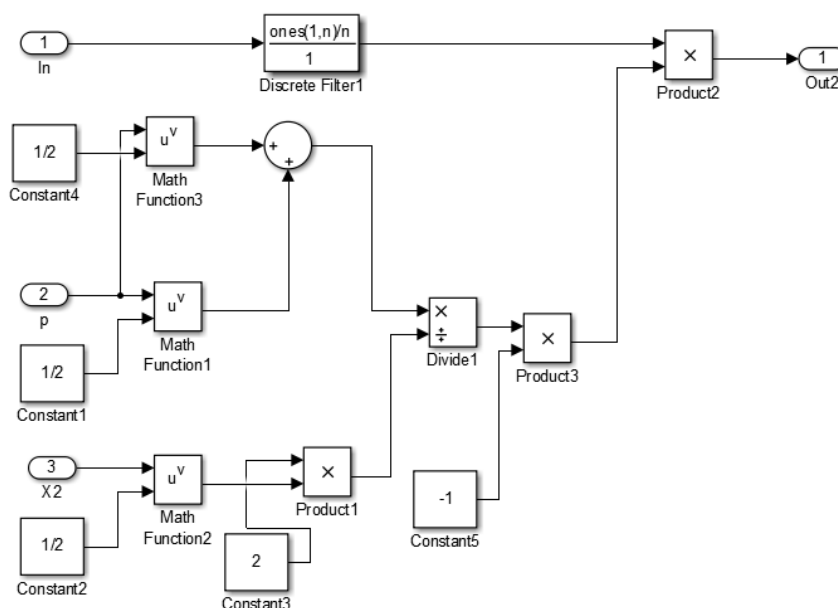 1
In
ones(1,n)/n
1
Discrete Filter1
×
Product2
1
Out2
1/2
Constant4
u^v
Math
Function3
+
+
2
p
u^v
Math
Function1
1/2
Constant1
×
÷
Divide1
×
Product3
3
X2
u^v
Math
Function2
1/2
Constant2
×
Product1
2
Constant3
-1
Constant5